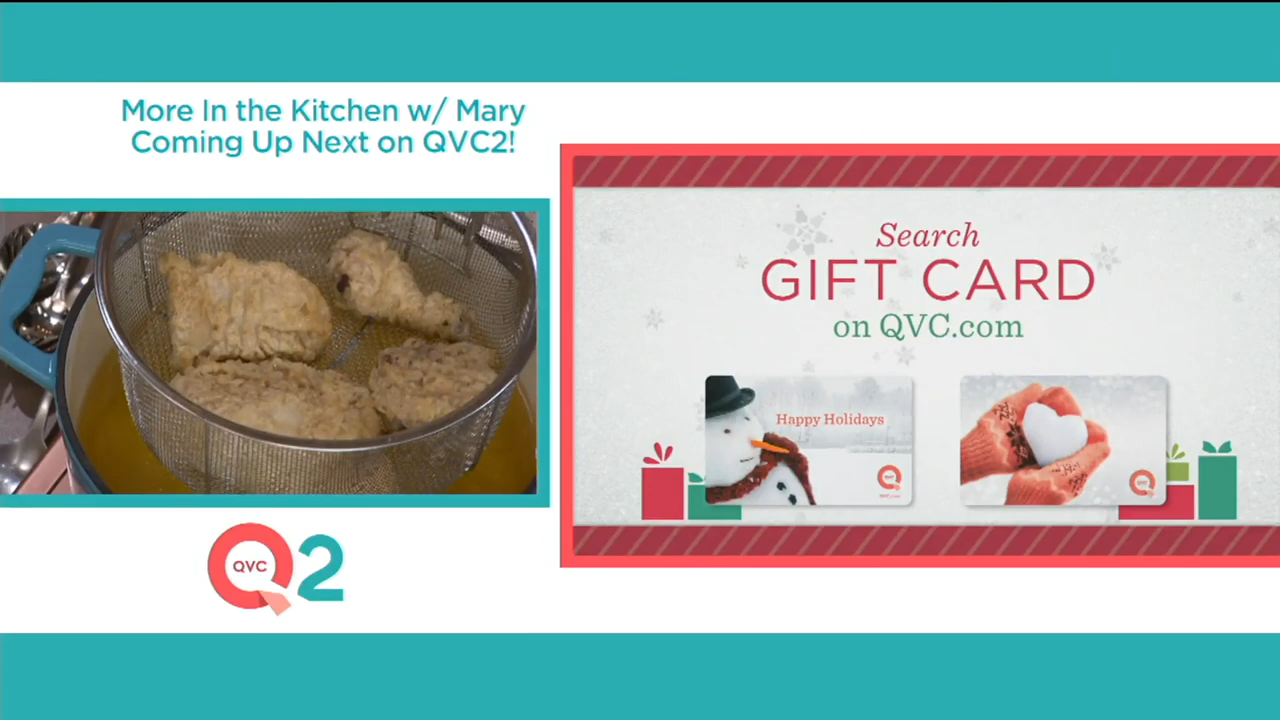 More In the Kitchen w/ Mary
Coming Up Next on QVC2!
Search
GIFT CARD
on QVC.com
Happy Holidays
QVC
2